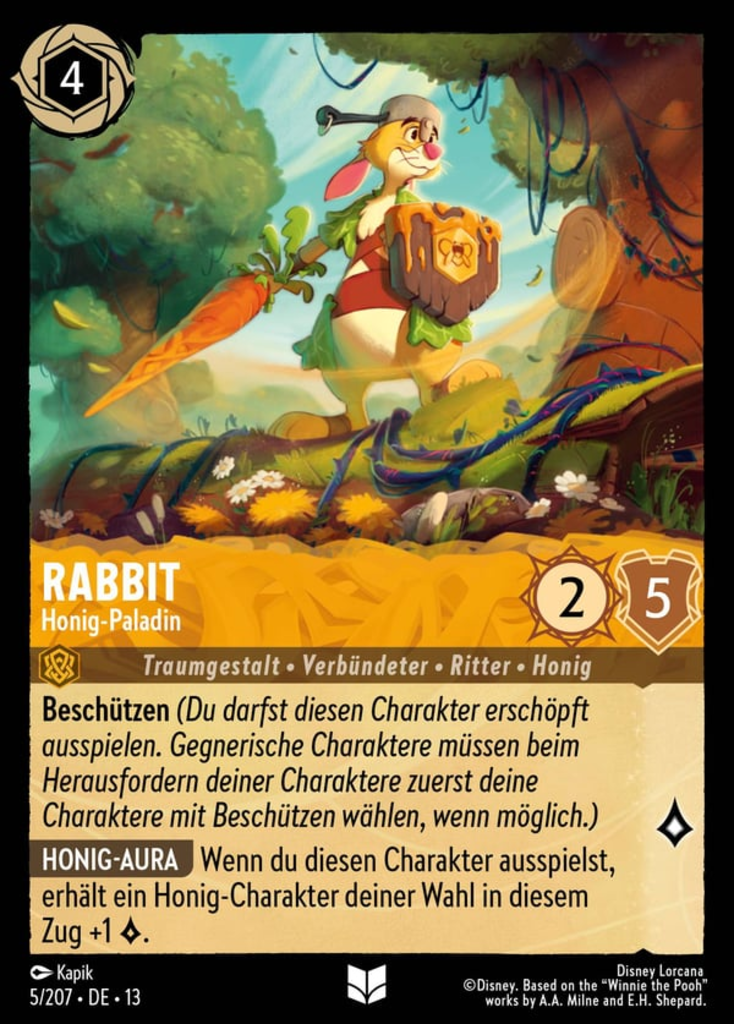 4
RABBIT
Honig-Paladin
2
5
Traumgestalt • Verbündeter • Ritter • Honig
Beschützen (Du darfst diesen Charakter erschöpft
ausspielen. Gegnerische Charaktere müssen beim
Herausfordern deiner Charaktere zuerst deine
Charaktere mit Beschützen wählen, wenn möglich.)
HONIG-AURA Wenn du diesen Charakter ausspielst,
erhält ein Honig-Charakter deiner Wahl in diesem
Zug +1 .
Kapik
5/207 • DE • 13
Disney Lorcana
©Disney. Based on the “Winnie the Pooh”
works by A.A. Milne and E.H. Shepard.